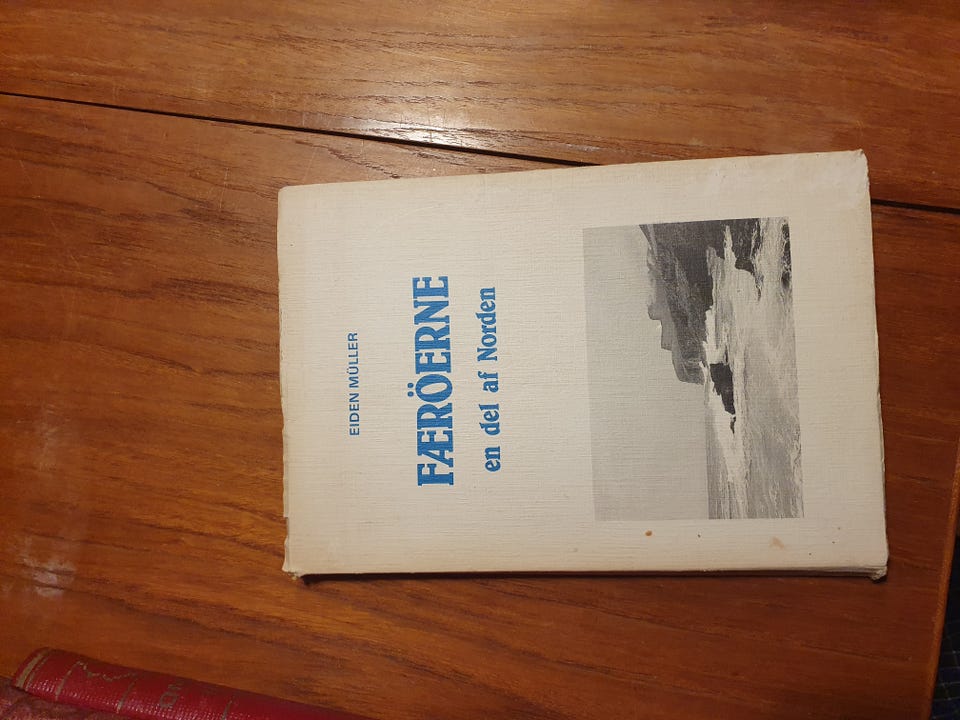 EIDEN MÜLLER
FÆRÖERNE
en del af Norden